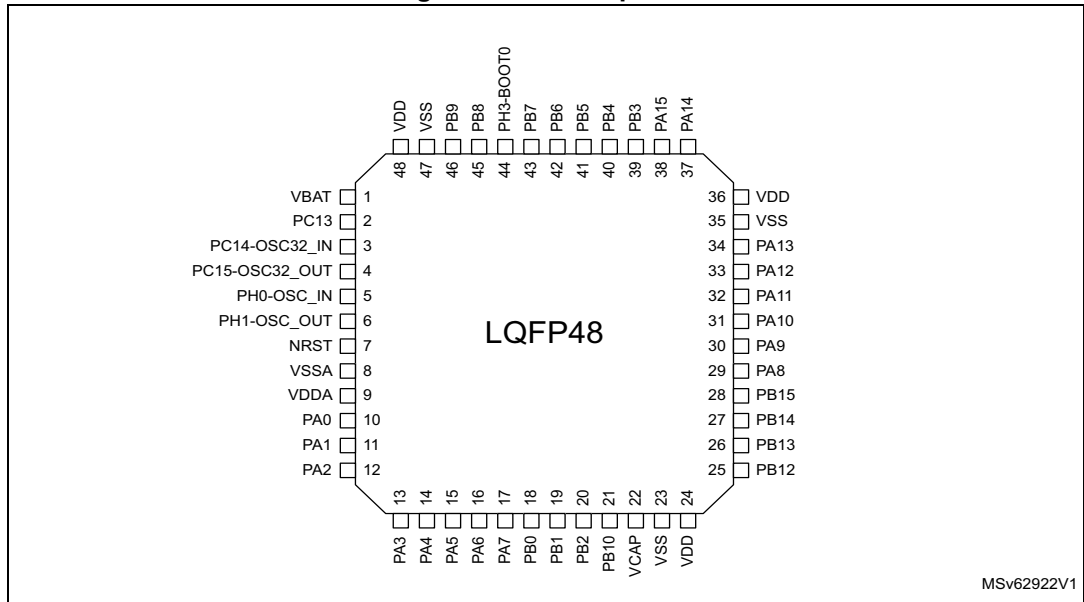 VDD
VSS
PB9
PB8
PH3-BOOT0
PB7
PB6
PB5
PB4
PB3
PA15
PA14
48
47
46
45
44
43
42
41
40
39
38
37
VBAT 1
PC13 2
PC14-OSC32_IN 3
PC15-OSC32_OUT 4
PH0-OSC_IN 5
PH1-OSC_OUT 6
NRST 7
VSSA 8
VDDA 9
PA0 10
PA1 11
PA2 12
LQFP48
36 VDD
35 VSS
34 PA13
33 PA12
32 PA11
31 PA10
30 PA9
29 PA8
28 PB15
27 PB14
26 PB13
25 PB12
13
14
15
16
17
18
19
20
21
22
23
24
PA3
PA4
PA5
PA6
PA7
PB0
PB1
PB2
PB10
VCAP
VSS
VDD
MSv62922V1